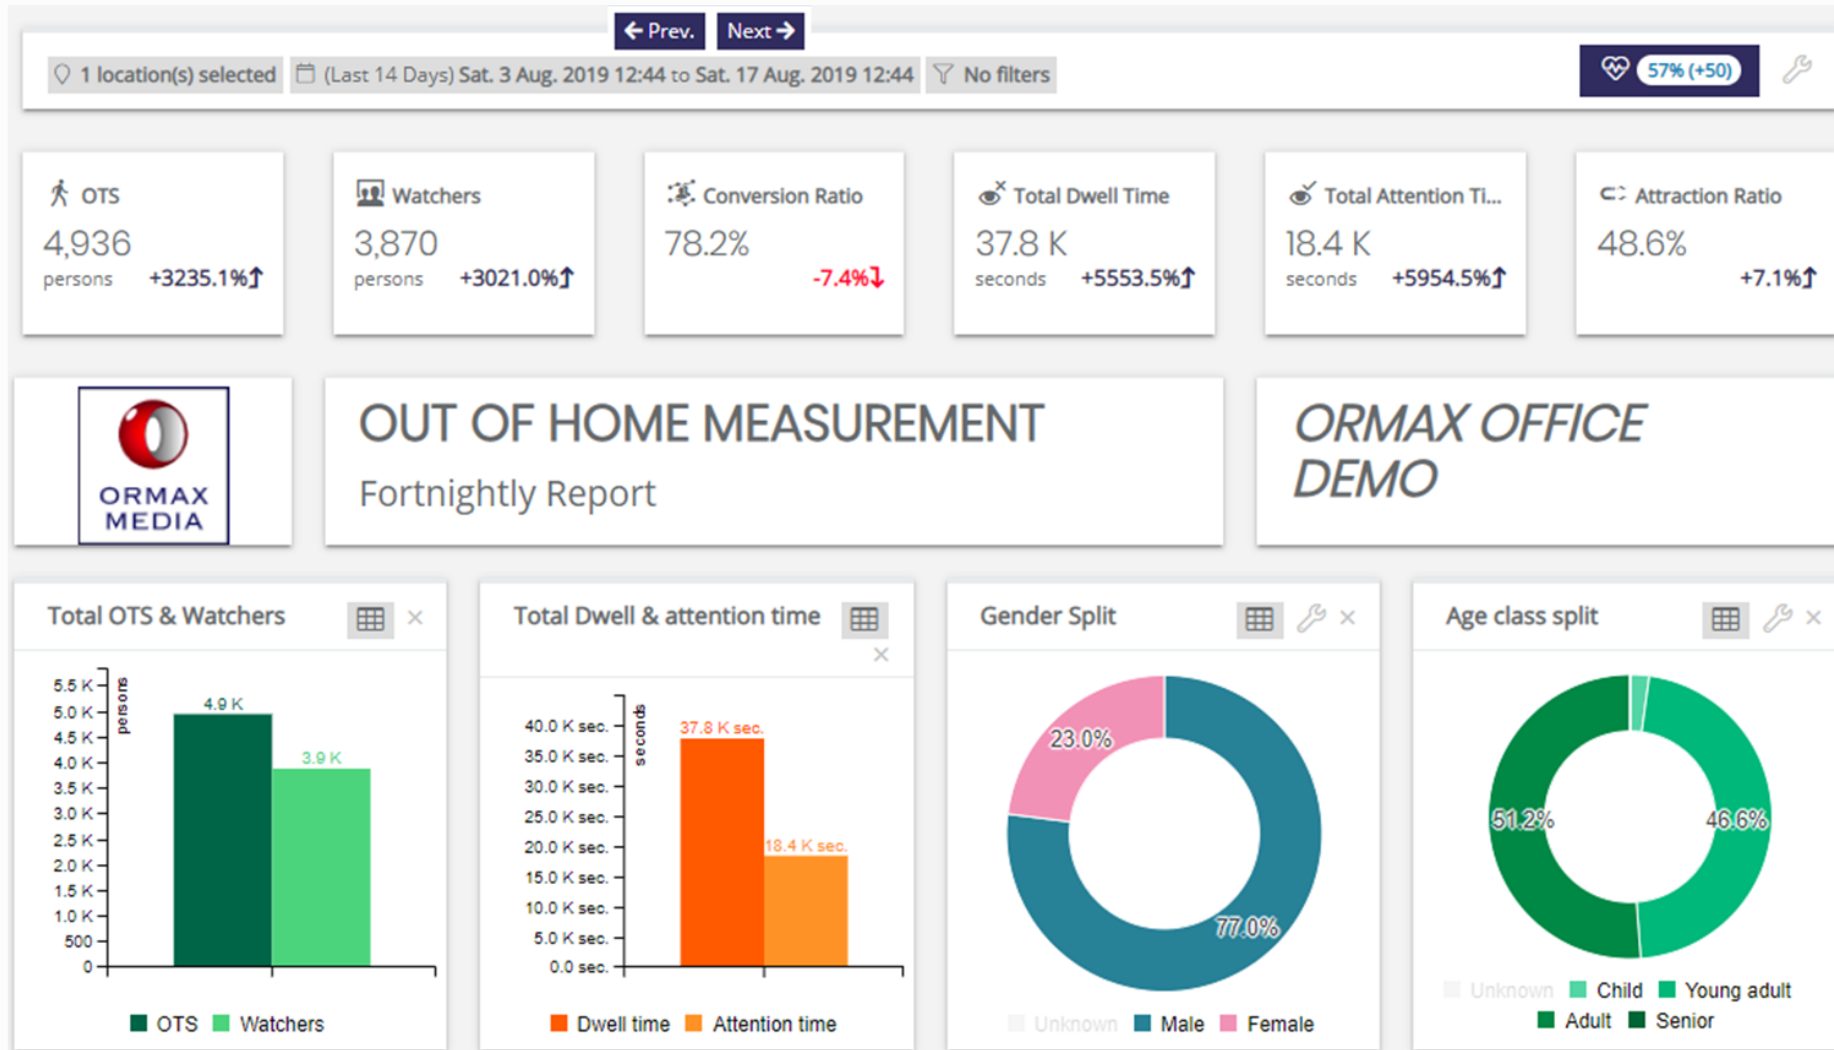 Prev.
Next
1 location(s) selected
(Last 14 Days) Sat. 3 Aug. 2019 12:44 to Sat. 17 Aug. 2019 12:44
No filters
57% (+50)
OTS
4,936
persons +3235.1%
Watchers
3,870
persons +3021.0%
Conversion Ratio
78.2%
-7.4%
Total Dwell Time
37.8 K
seconds +5553.5%
Total Attention Ti...
18.4 K
seconds +5954.5%
Attraction Ratio
48.6%
+7.1%
ORMAX
MEDIA
OUT OF HOME MEASUREMENT
Fortnightly Report
ORMAX OFFICE
DEMO
Total OTS & Watchers
persons
5.5 K
5.0 K
4.5 K
4.0 K
3.5 K
3.0 K
2.5 K
2.0 K
1.5 K
1.0 K
500
0
4.9 K
3.9 K
OTS Watchers
Total Dwell & attention time
seconds
40.0 K sec.
35.0 K sec.
30.0 K sec.
25.0 K sec.
20.0 K sec.
15.0 K sec.
10.0 K sec.
5.0 K sec.
0.0 sec.
37.8 K sec.
18.4 K sec.
Dwell time Attention time
Gender Split
23.0%
77.0%
Unknown Male Female
Age class split
51.2%
46.6%
Unknown Child Young adult
Adult Senior